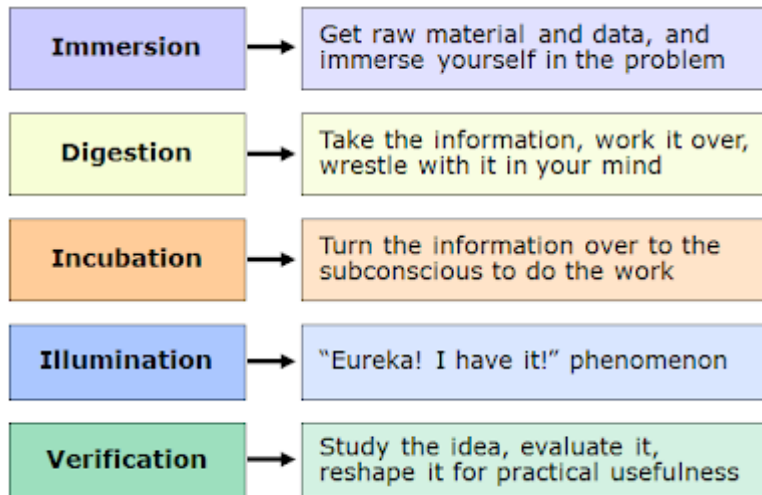 Immersion
Get raw material and data, and
immerse yourself in the problem
Digestion
Take the information, work it over,
wrestle with it in your mind
Incubation
Turn the information over to the
subconscious to do the work
Illumination
“Eureka! I have it!” phenomenon
Verification
Study the idea, evaluate it,
reshape it for practical usefulness